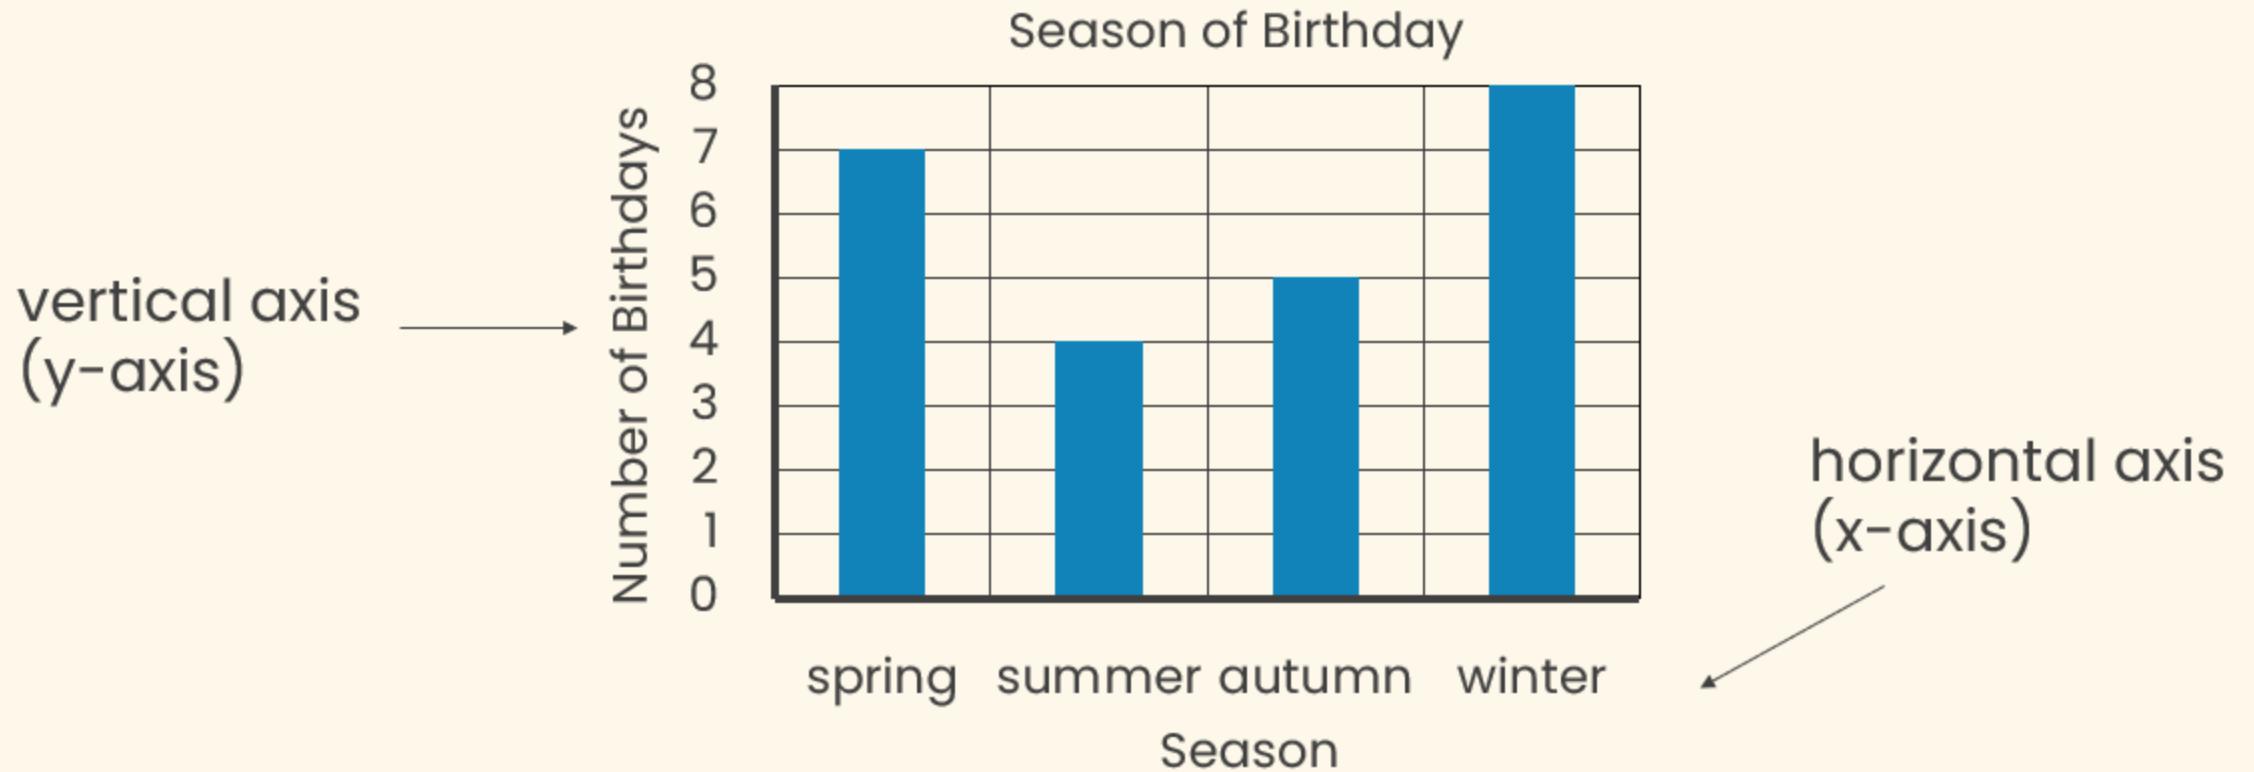 Season of Birthday
vertical axis
(y-axis)
Number of Birthdays
8
7
6
5
4
3
2
1
0
horizontal axis
(x-axis)
spring summer autumn winter
Season